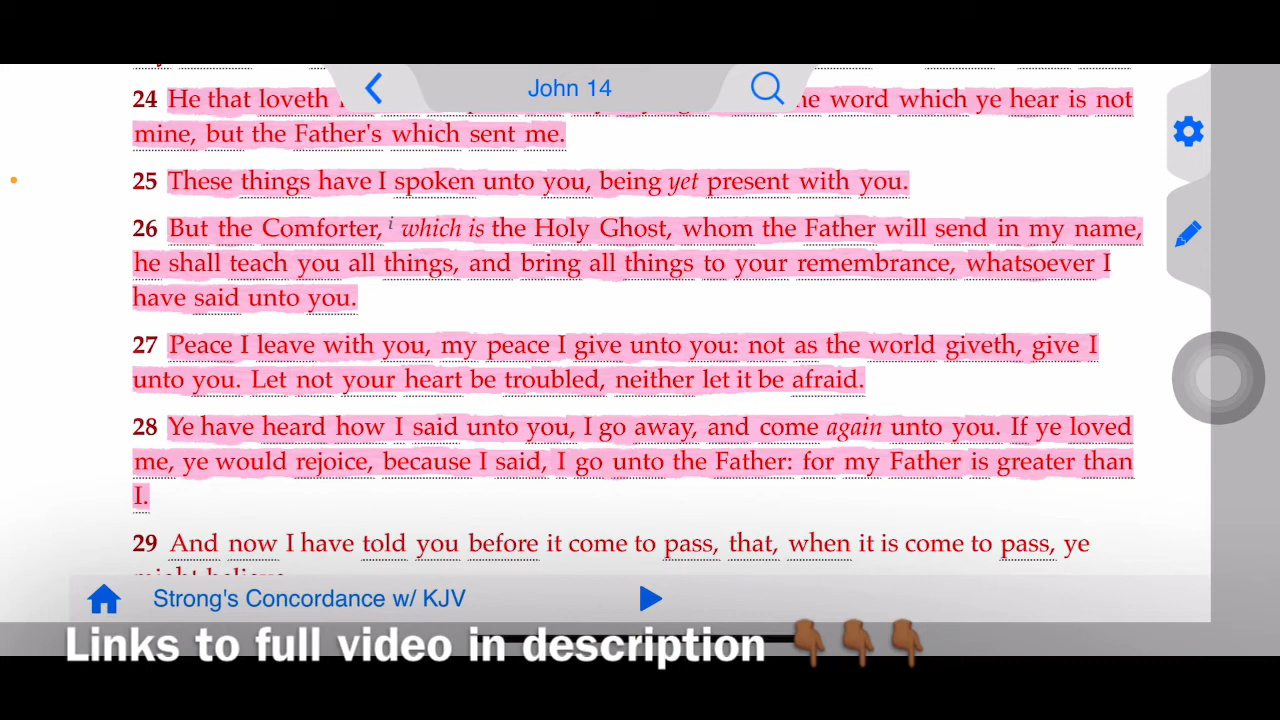 John 14
24 He that loveth word which ye hear is not
mine, but the Father's which sent me.
25 These things have I spoken unto you, being yet present with you.
26 But the Comforter, i which is the Holy Ghost, whom the Father will send in my name,
he shall teach you all things, and bring all things to your remembrance, whatsoever I
have said unto you.
27 Peace I leave with you, my peace I give unto you: not as the world giveth, give I
unto you. Let not your heart be troubled, neither let it be afraid.
28 Ye have heard how I said unto you, I go away, and come again unto you. If ye loved
me, ye would rejoice, because I said, I go unto the Father: for my Father is greater than
I.
29 And now I have told you before it come to pass, that, when it is come to pass, ye
might believe
Strong's Concordance w/ KJV
Links to full video in description 👇🏾👇🏾👇🏾